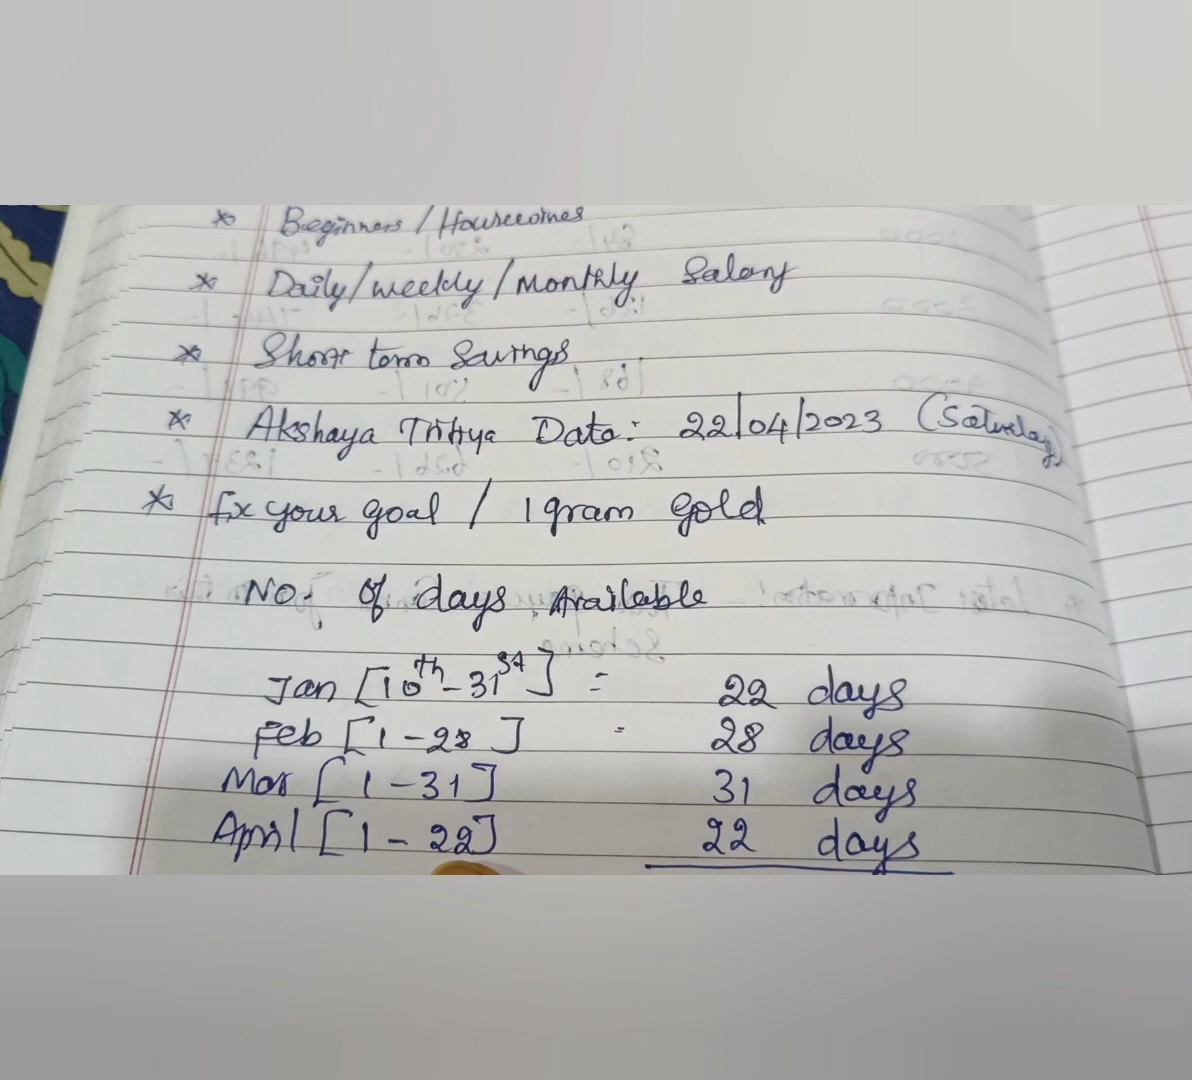 * Beginners / Housewives
* Daily/weekly/monthly Salary
* Short term Savings
* Akshaya Tritiya Date: 22/04/2023 (Saturday)
* fix your goal / 1 gram gold
No. of days Available
Jan [10th - 31st] = 22 days
Feb [1 - 28] = 28 days
Mar [1 - 31] 31 days
April [1 - 22] 22 days